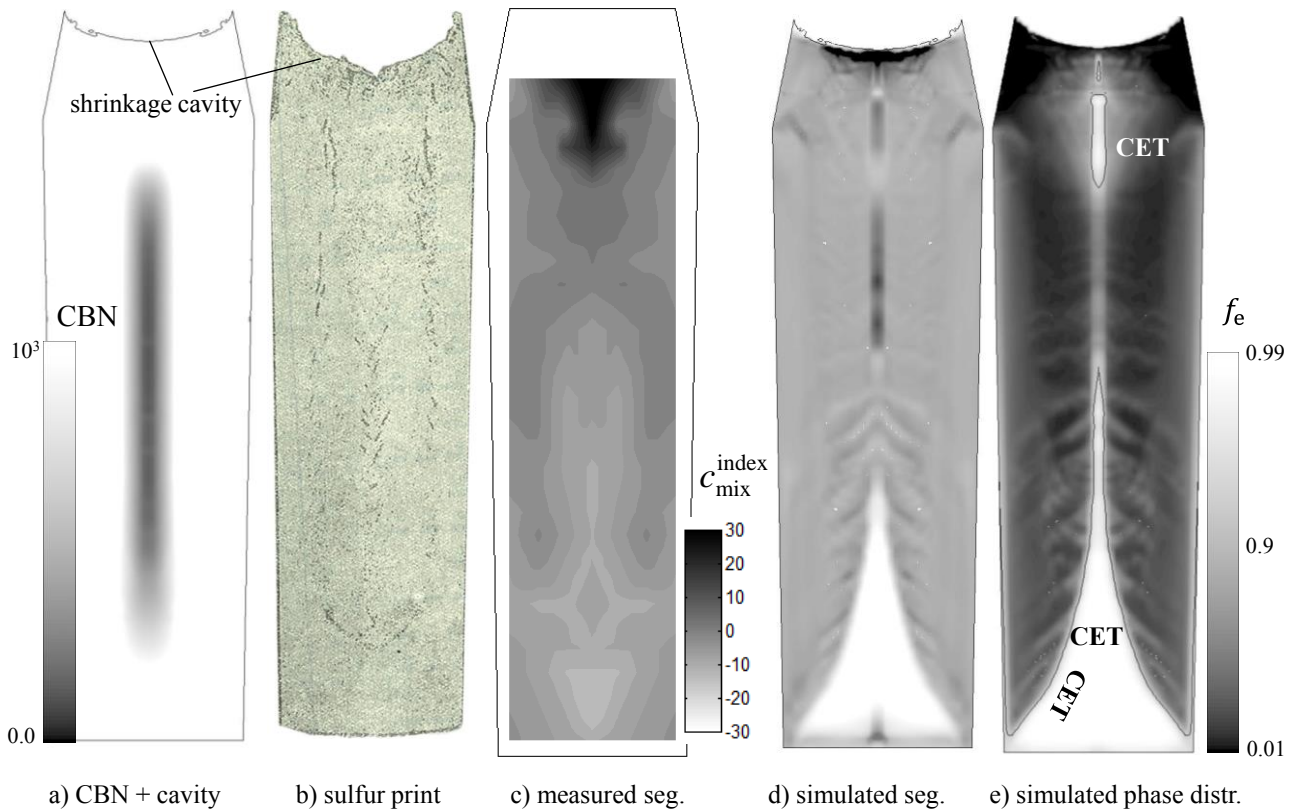 shrinkage cavity
CBN
10³
0.0
c_mix^index
30
20
10
0
-10
-20
-30
CET
f_e
0.99
0.9
0.01
CET
CET
a) CBN + cavity
b) sulfur print
c) measured seg.
d) simulated seg.
e) simulated phase distr.